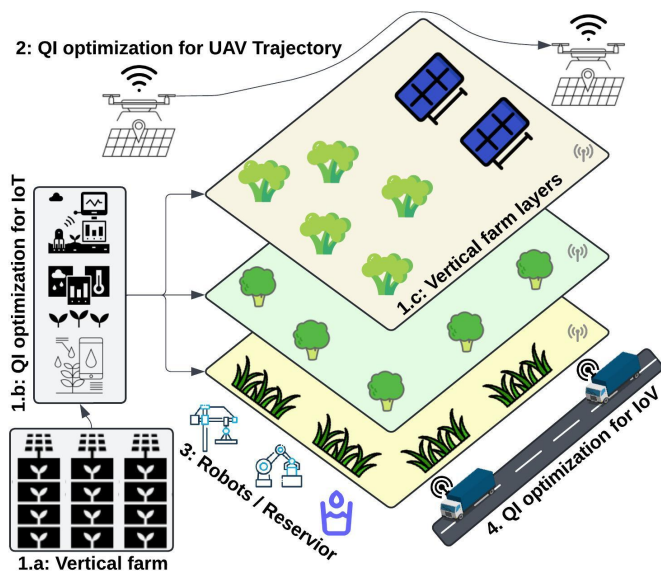 2: QI optimization for UAV Trajectory
1.b: QI optimization for IoT
1.c: Vertical farm layers
3: Robots / Reservior
4. QI optimization for IoV
1.a: Vertical farm